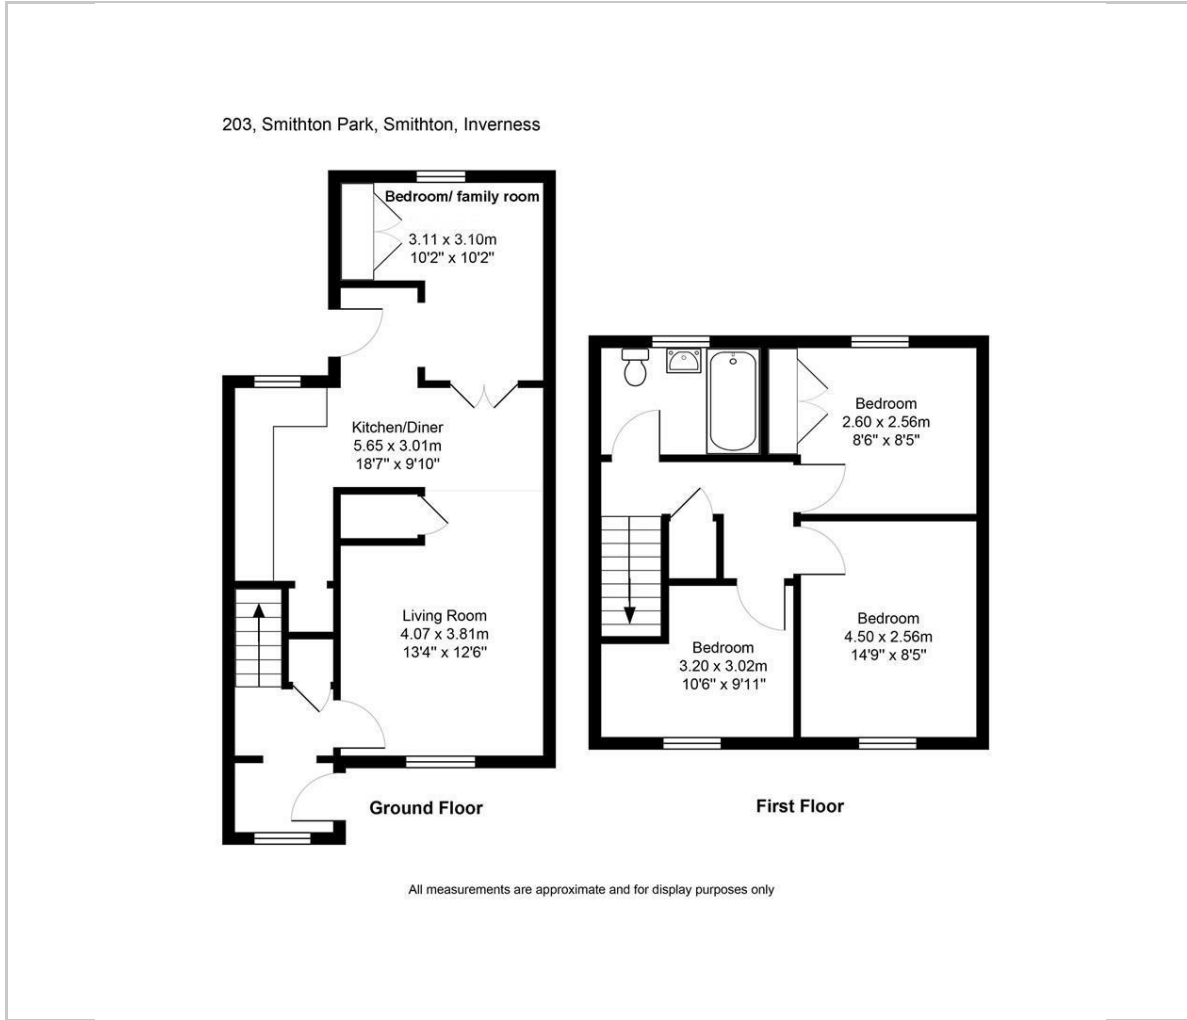 203, Smithton Park, Smithton, Inverness
Bedroom/ family room
3.11 x 3.10m
10'2" x 10'2"
Kitchen/Diner
5.65 x 3.01m
18'7" x 9'10"
Living Room
4.07 x 3.81m
13'4" x 12'6"
Ground Floor
Bedroom
2.60 x 2.56m
8'6" x 8'5"
Bedroom
4.50 x 2.56m
14'9" x 8'5"
Bedroom
3.20 x 3.02m
10'6" x 9'11"
First Floor
All measurements are approximate and for display purposes only